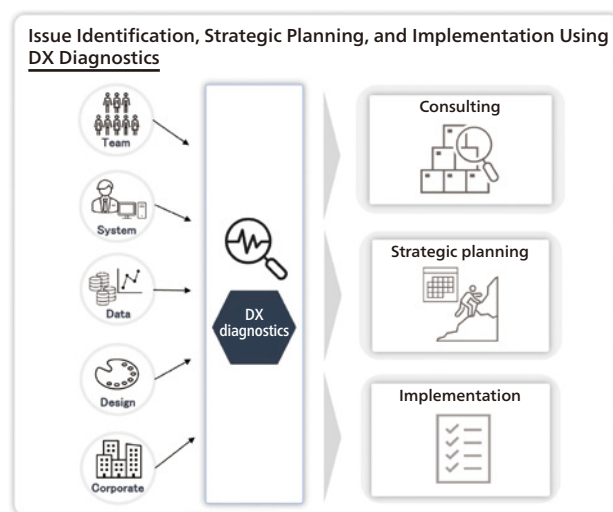 Issue Identification, Strategic Planning, and Implementation Using
DX Diagnostics
Team
System
Data
Design
Corporate
DX
diagnostics
Consulting
Strategic planning
Implementation